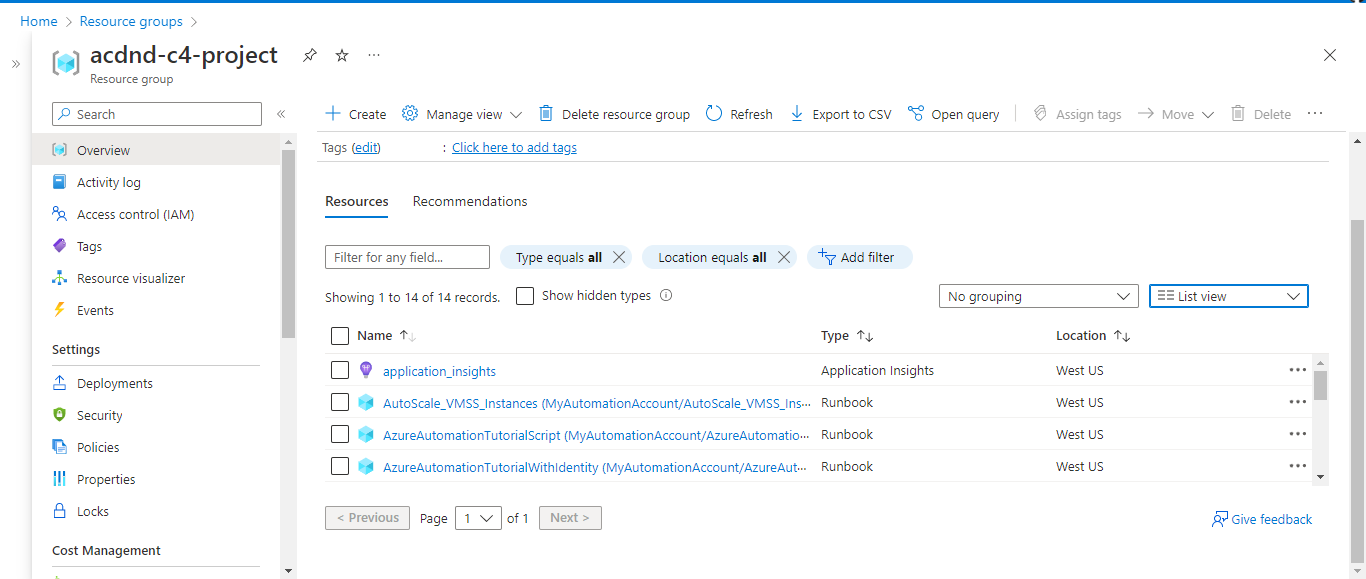 Home > Resource groups >
»
acdnd-c4-project ...
Resource group
Search «
Overview
Activity log
Access control (IAM)
Tags
Resource visualizer
Events
Settings
Deployments
Security
Policies
Properties
Locks
Cost Management
Create Manage view Delete resource group Refresh Export to CSV Open query Assign tags Move Delete ...
Tags (edit) : Click here to add tags
Resources Recommendations
Filter for any field... Type equals all Location equals all Add filter
Showing 1 to 14 of 14 records. Show hidden types No grouping List view
Name Type Location
application_insights Application Insights West US ...
AutoScale_VMSS_Instances (MyAutomationAccount/AutoScale_VMSS_Ins... Runbook West US ...
AzureAutomationTutorialScript (MyAutomationAccount/AzureAutomatio... Runbook West US ...
AzureAutomationTutorialWithIdentity (MyAutomationAccount/AzureAut... Runbook West US ...
< Previous Page 1 of 1 Next > Give feedback